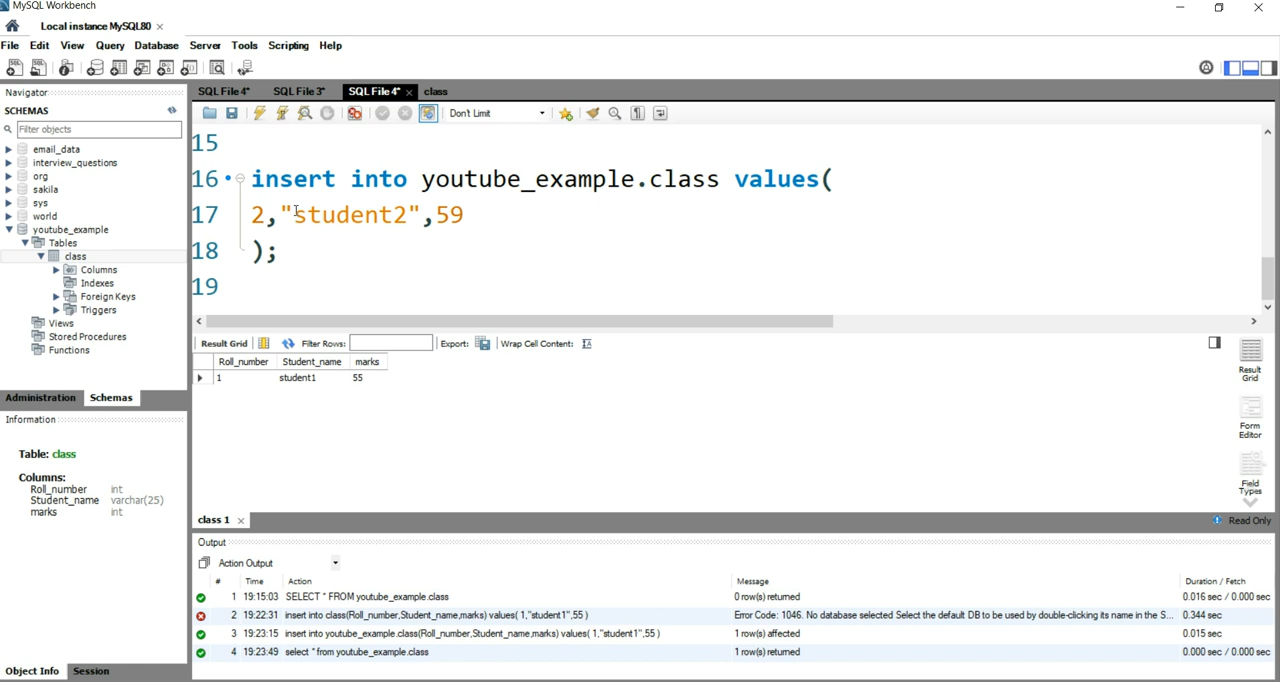 MySQL Workbench
Local instance MySQL80
File Edit View Query Database Server Tools Scripting Help
Navigator
SCHEMAS
Filter objects
email_data
interview_questions
org
sakila
sys
world
youtube_example
Tables
class
Columns
Indexes
Foreign Keys
Triggers
Views
Stored Procedures
Functions
Administration Schemas
Information
Table: class
Columns:
Roll_number int
Student_name varchar(25)
marks int
Object Info Session
SQL File 4* SQL File 3* SQL File 4* class
Don't Limit
15
16 insert into youtube_example.class values(
17 2,"student2",59
18 );
19
Result Grid Filter Rows: Export: Wrap Cell Content:
Roll_number Student_name marks
1 student1 55
Result Grid
Form Editor
Field Types
class 1 Read Only
Output
Action Output
# Time Action Message Duration / Fetch
1 19:15:03 SELECT * FROM youtube_example.class 0 row(s) returned 0.016 sec / 0.000 sec
2 19:22:31 insert into class(Roll_number,Student_name,marks) values( 1,"student1",55 ) Error Code: 1046. No database selected Select the default DB to be used by double-clicking its name in the S... 0.344 sec
3 19:23:15 insert into youtube_example.class(Roll_number,Student_name,marks) values( 1,"student1",55 ) 1 row(s) affected 0.015 sec
4 19:23:49 select * from youtube_example.class 1 row(s) returned 0.000 sec / 0.000 sec